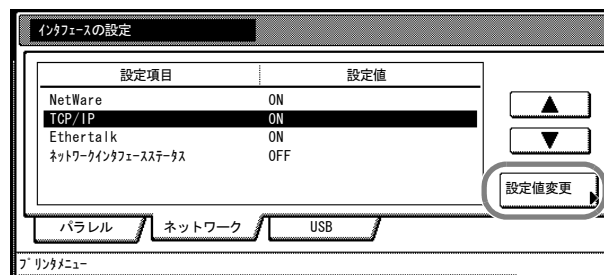 ｲﾝﾀﾌｪｰｽの設定
設定項目 設定値
NetWare ON
TCP/IP ON
Ethertalk ON
ﾈｯﾄﾜｰｸｲﾝﾀﾌｪｰｽｽﾃｰﾀｽ OFF
設定値変更
パラレル ネットワーク USB
ﾌﾟﾘﾝﾀﾒﾆｭｰ